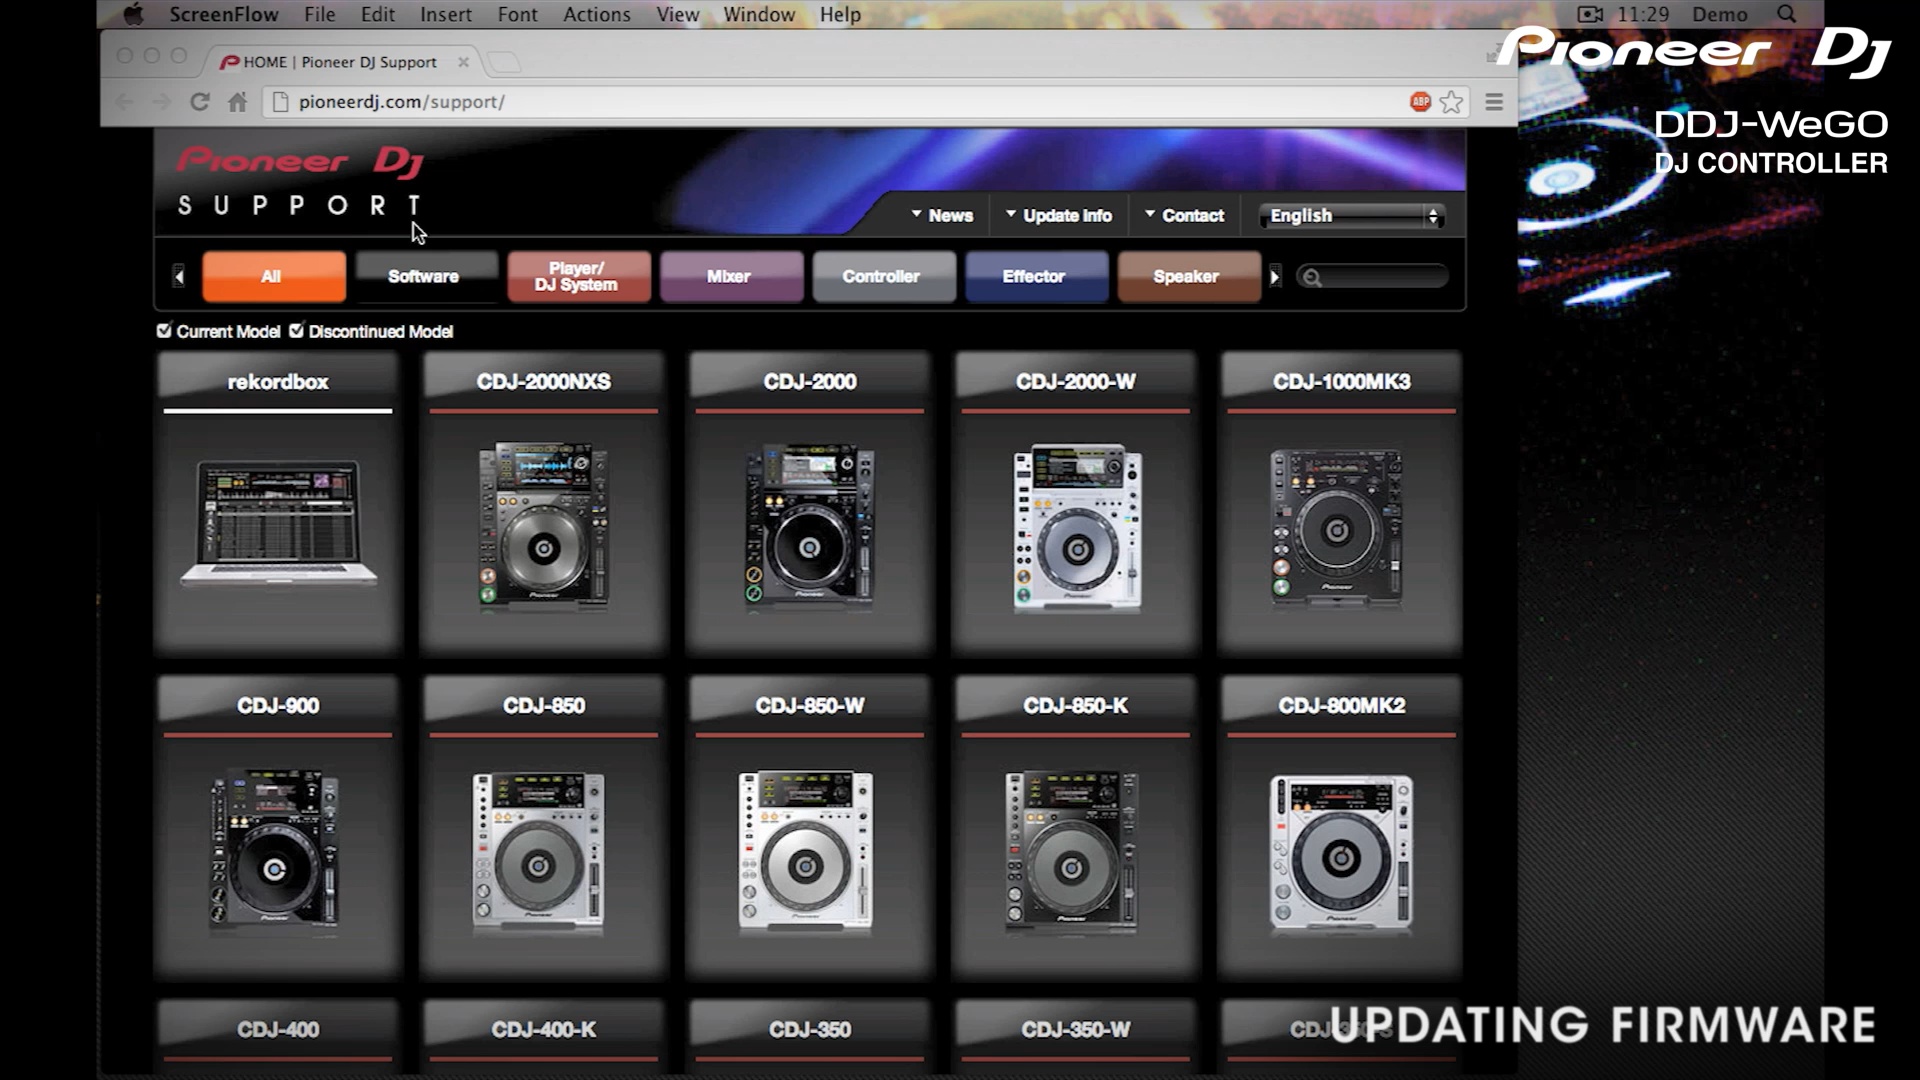 ScreenFlow File Edit Insert Font Actions View Window Help 11:29 Demo
HOME | Pioneer DJ Support
Pioneer Dj
pioneerdj.com/support/
ABP
DDJ-WeGO
DJ CONTROLLER
Pioneer Dj
SUPPORT
News Update info Contact English
All Software Player/
DJ System Mixer Controller Effector Speaker
Current Model Discontinued Model
rekordbox CDJ-2000NXS CDJ-2000 CDJ-2000-W CDJ-1000MK3
CDJ-900 CDJ-850 CDJ-850-W CDJ-850-K CDJ-800MK2
CDJ-400 CDJ-400-K CDJ-350 CDJ-350-W
UPDATING FIRMWARE